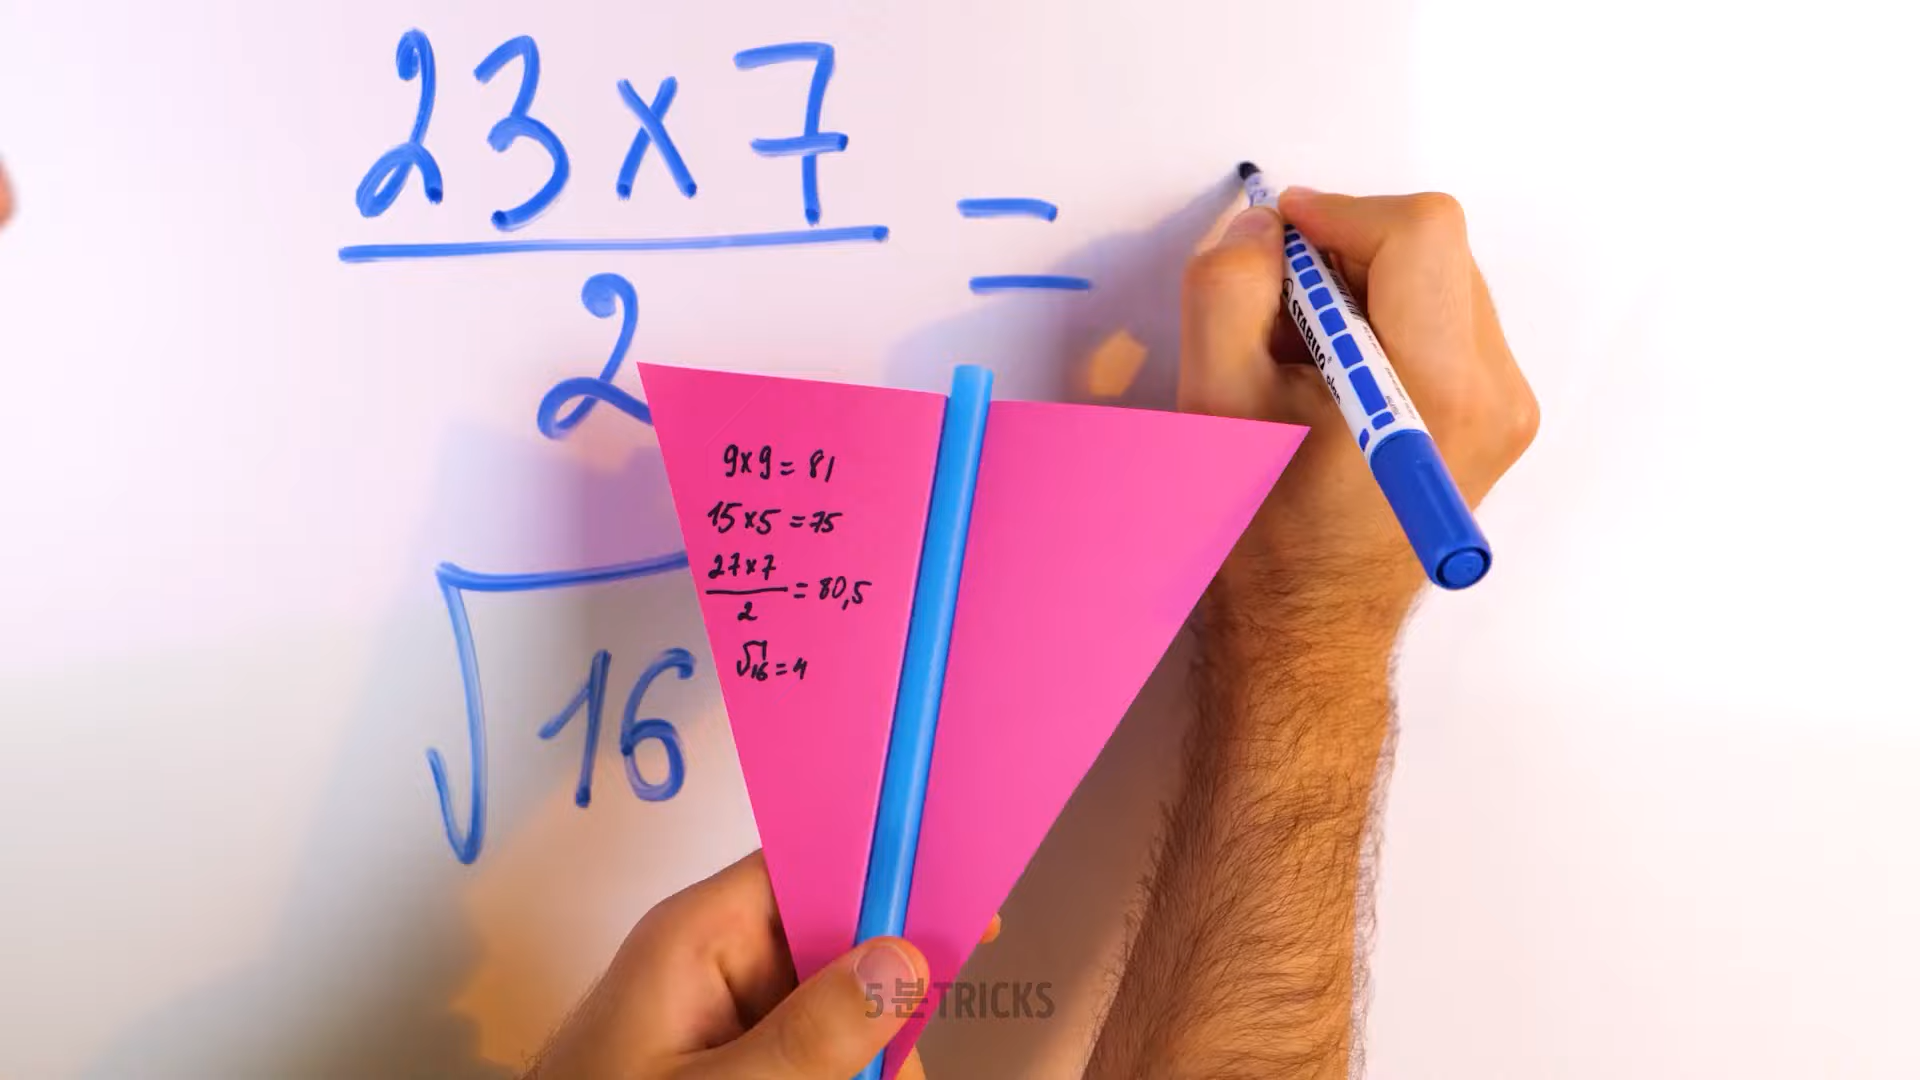 23 x 7
2
=
√16
9x9 = 81
15x5 = 75
27x7
2
= 80,5
√16 = 4
STABILO plan
5분TRICKS